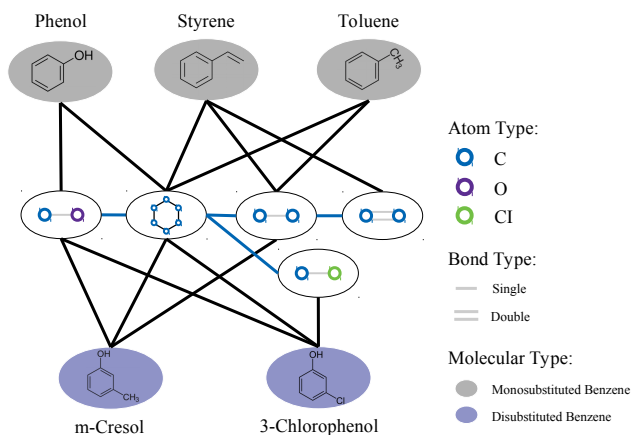 Phenol
Styrene
Toluene
OH
CH3
Atom Type:
C
O
CI
Bond Type:
Single
Double
Molecular Type:
Monosubstituted Benzene
Disubstituted Benzene
OH
CH3
OH
Cl
m-Cresol
3-Chlorophenol